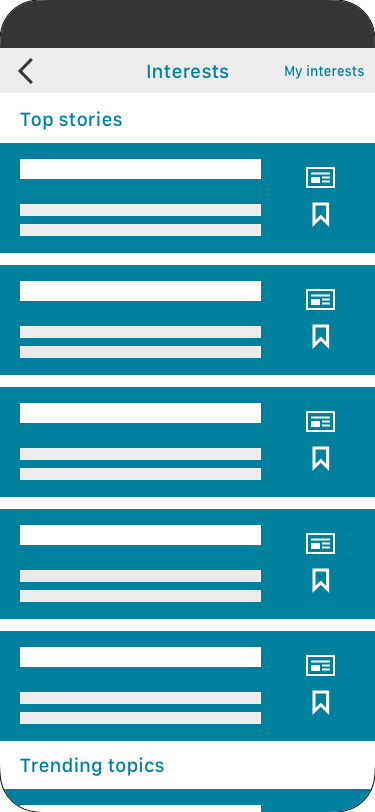 Interests
My interests
Top stories
Trending topics